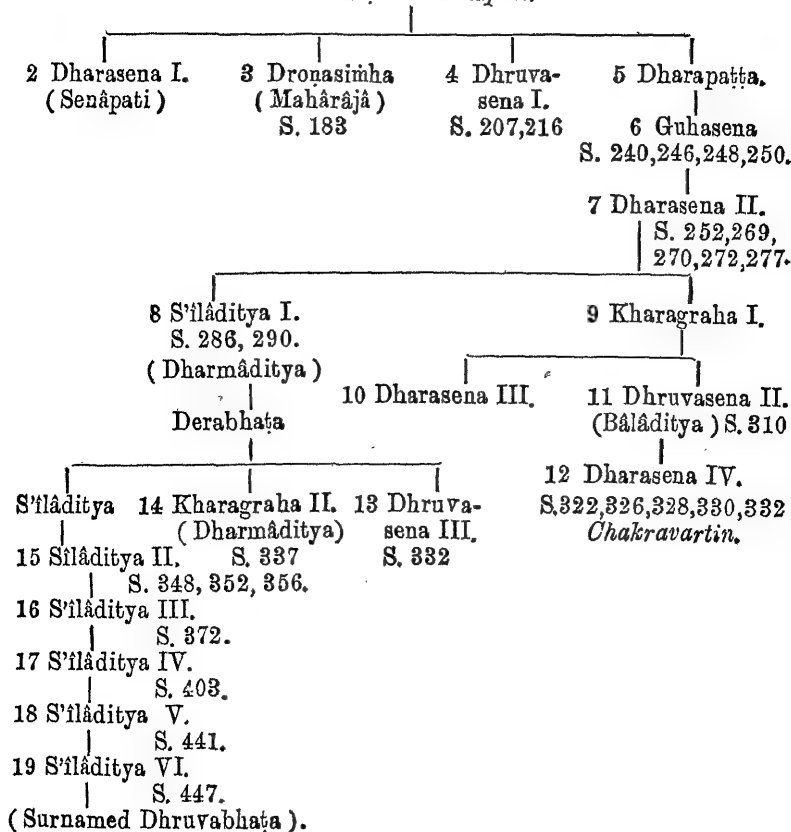 2 Dharasena I. 3 Droṇasiṁha 4 Dhruva- 5 Dharapaṭṭa.
(Senâpati) (Mahârâjâ) sena I.
S. 183 S. 207,216 6 Guhasena
S. 240,246,248,250.
7 Dharasena II.
S. 252,269,
270,272,277.
8 S'îlâditya I. 9 Kharagraha I.
S. 286, 290.
(Dharmâditya)
10 Dharasena III. 11 Dhruvasena II.
Derabhaṭa (Bâlâditya) S. 310
12 Dharasena IV.
S'îlâditya 14 Kharagraha II. 13 Dhruva- S.322,326,328,330,332
(Dharmâditya) sena III. Chakravartin.
15 Sîlâditya II. S. 337 S. 332
S. 348, 352, 356.
16 S'îlâditya III.
S. 372.
17 S'îlâditya IV.
S. 403.
18 S'îlâditya V.
S. 441.
19 S'îlâditya VI.
S. 447.
(Surnamed Dhruvabhaṭa).